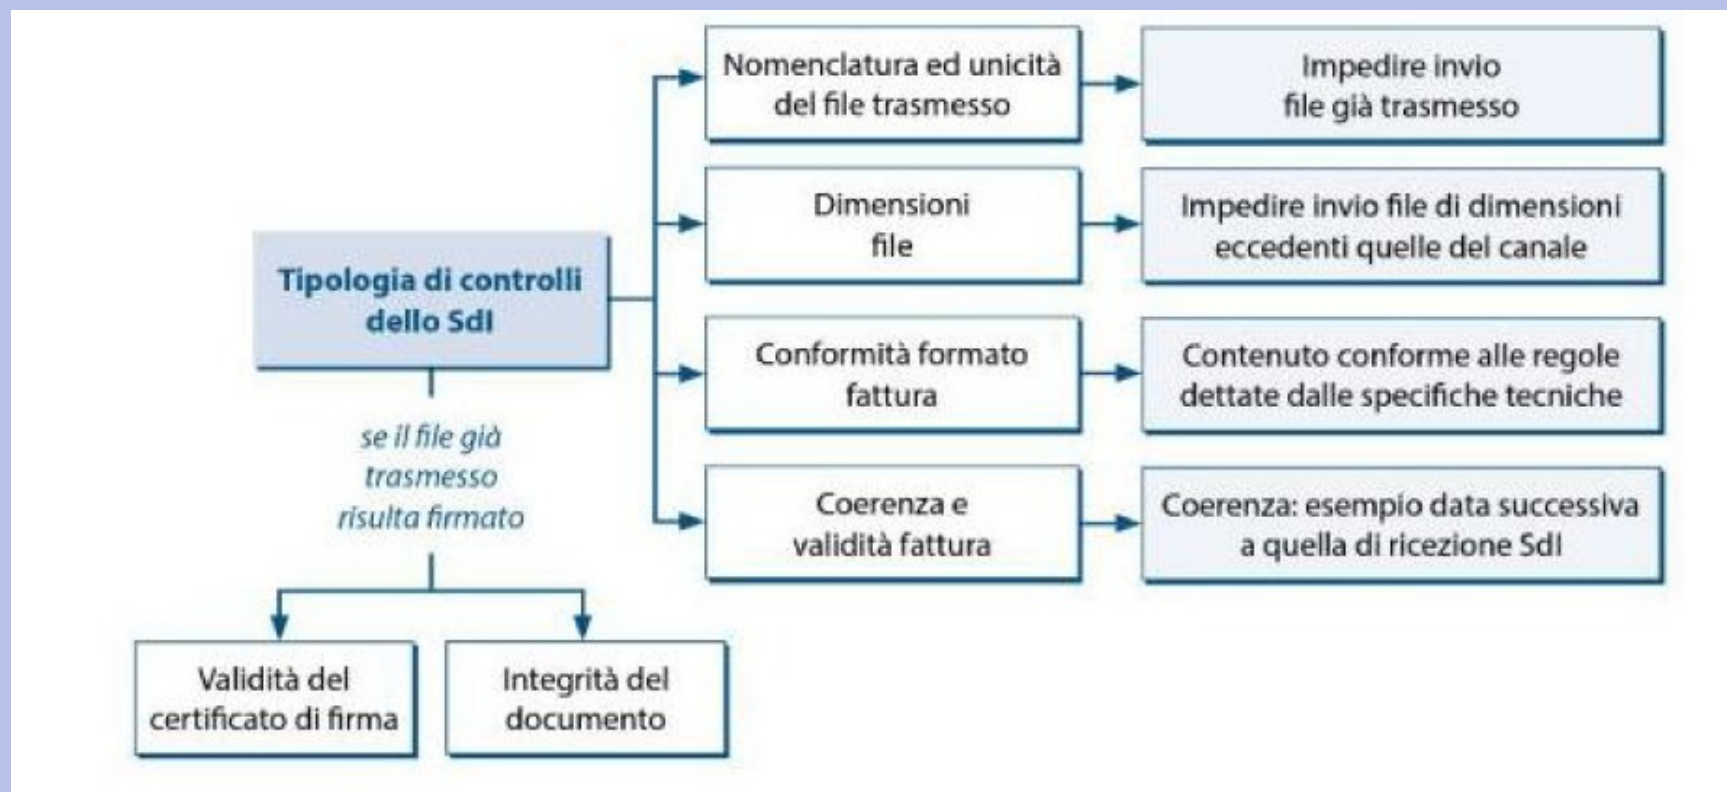 Nomenclatura ed unicità
del file trasmesso
Impedire invio
file già trasmesso
Dimensioni
file
Impedire invio file di dimensioni
eccedenti quelle del canale
Tipologia di controlli
dello SdI
Conformità formato
fattura
Contenuto conforme alle regole
dettate dalle specifiche tecniche
se il file già
trasmesso
risulta firmato
Coerenza e
validità fattura
Coerenza: esempio data successiva
a quella di ricezione SdI
Validità del
certificato di firma
Integrità del
documento